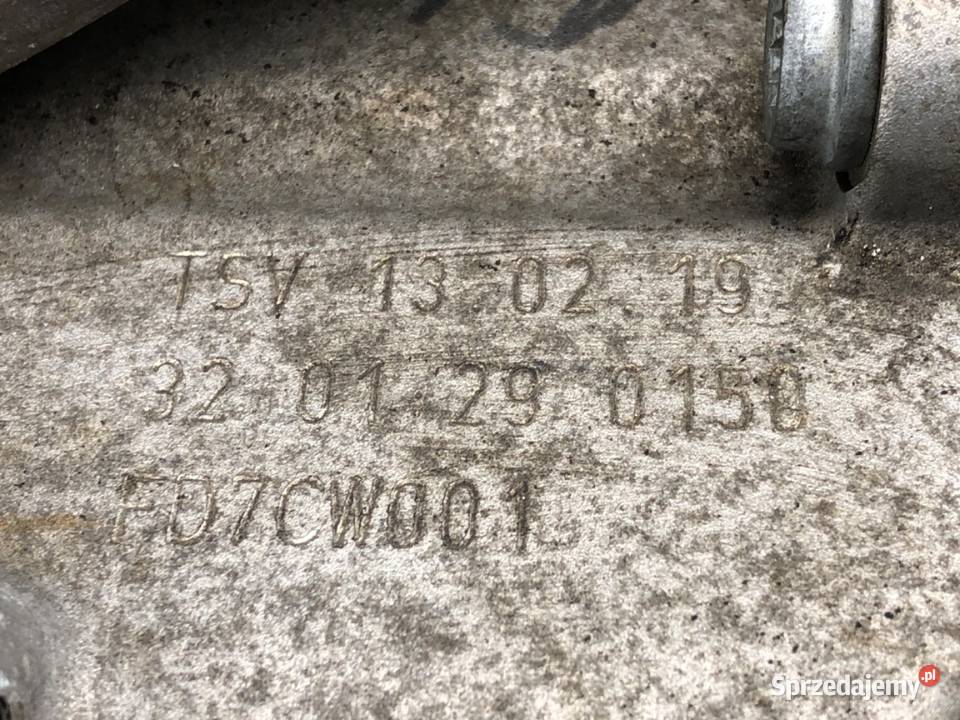 TSV 13.02.19
32 01 29 0150
FD7CW001
Sprzedajemy.pl